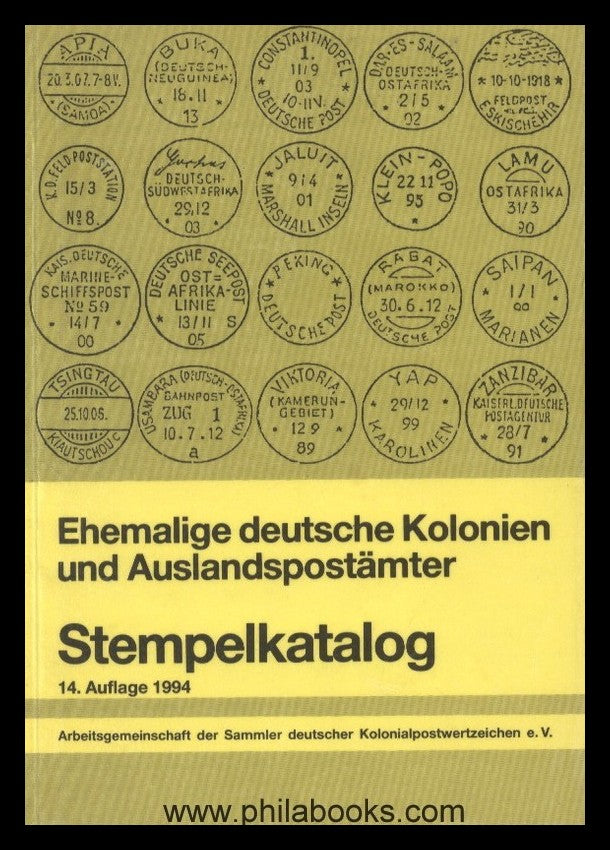 APIA
20.3.07.7-8V.
(SAMOA)
BUKA
(DEUTSCH-
NEUGUINEA)
* 18.11 *
13
CONSTANTINOPEL
1.
11/9
03
10-11V.
* DEUTSCHE POST *
DAR-ES-SALAAM
DEUTSCH-
OSTAFRIKA
* 2/5 *
02
* 10-10-1918 *
FELDPOST
ESKISCHEHIR
K.D. FELD-POSTSTATION
15/3
No 8.
DEUTSCH-
SÜDWESTAFRIKA
29.12
* 03 *
JALUIT
9/4
01
* MARSHALL INSELN *
KLEIN-POPO
22 11
95
*
LAMU
OSTAFRIKA
31/3
90
KAIS. DEUTSCHE
MARINE-
SCHIFFSPOST
No 59
* 14/7 *
00
DEUTSCHE SEEPOST
OST=
AFRIKA-
LINIE
* 13/11 S
05
* PEKING *
DEUTSCHE POST
RABAT
(MAROKKO)
30.6.12
DEUTSCHE POST
SAIPAN
* 1/1 *
00
MARIANEN
TSINGTAU
25.10.05.
KIAUTSCHOU C
USAMBARA (DEUTSCH-OSTAFRIKA)
BAHNPOST
ZUG 1
10.7.12
a
VIKTORIA
(KAMERUN-
GEBIET)
* 12 9 *
89
YAP
* 29/12 *
99
KAROLINEN
ZANZIBAR
KAISERL. DEUTSCHE
POSTAGENTUR
* 28/7 *
91
Ehemalige deutsche Kolonien
und Auslandspostämter
Stempelkatalog
14. Auflage 1994
Arbeitsgemeinschaft der Sammler deutscher Kolonialpostwertzeichen e. V.
www.philabooks.com